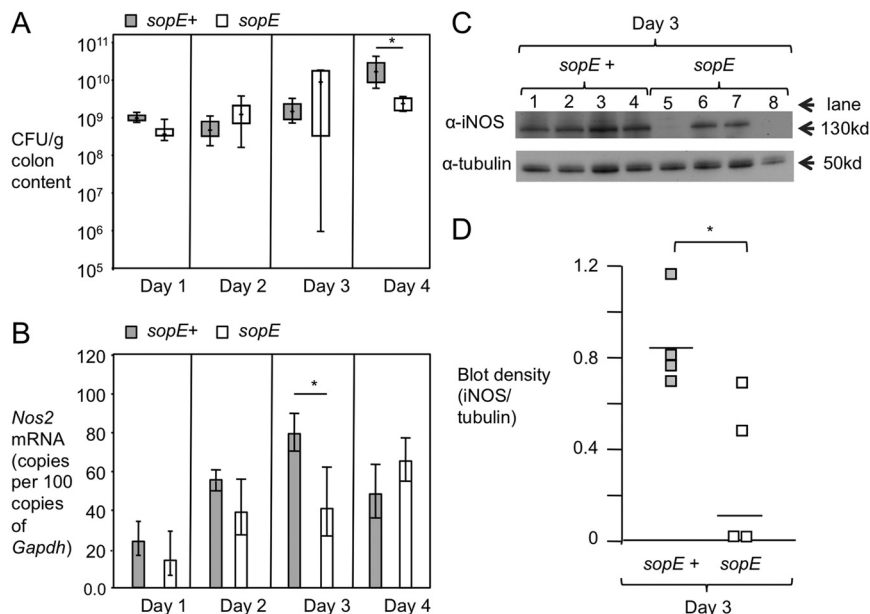 A
sopE+ sopE
10¹¹
10¹⁰
10⁹
10⁸
10⁷
10⁶
10⁵
CFU/g
colon
content
*
Day 1 Day 2 Day 3 Day 4
B
sopE+ sopE
120
100
80
60
40
20
0.0
Nos2
mRNA
(copies
per 100
copies
of
Gapdh)
*
Day 1 Day 2 Day 3 Day 4
C
Day 3
sopE + sopE
1 2 3 4 5 6 7 8 lane
α-iNOS 130kd
α-tubulin 50kd
D
*
1.2
0.8
0.4
0
Blot density
(iNOS/
tubulin)
sopE + sopE
Day 3